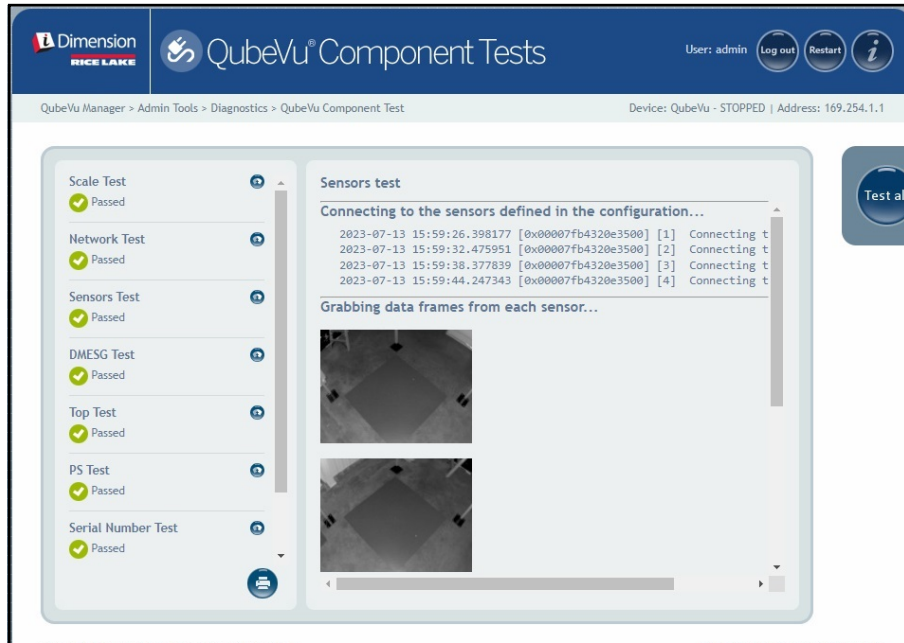 iDimension
RICE LAKE
QubeVu® Component Tests
User: admin
Log out
Restart
i
QubeVu Manager > Admin Tools > Diagnostics > QubeVu Component Test
Device: QubeVu - STOPPED | Address: 169.254.1.1
Scale Test
Passed
Network Test
Passed
Sensors Test
Passed
DMESG Test
Passed
Top Test
Passed
PS Test
Passed
Serial Number Test
Passed
Sensors test
Connecting to the sensors defined in the configuration...
2023-07-13 15:59:26.398177 [0x00007fb4320e3500] [1] Connecting t
2023-07-13 15:59:32.475951 [0x00007fb4320e3500] [2] Connecting t
2023-07-13 15:59:38.377839 [0x00007fb4320e3500] [3] Connecting t
2023-07-13 15:59:44.247343 [0x00007fb4320e3500] [4] Connecting t
Grabbing data frames from each sensor...
Test al